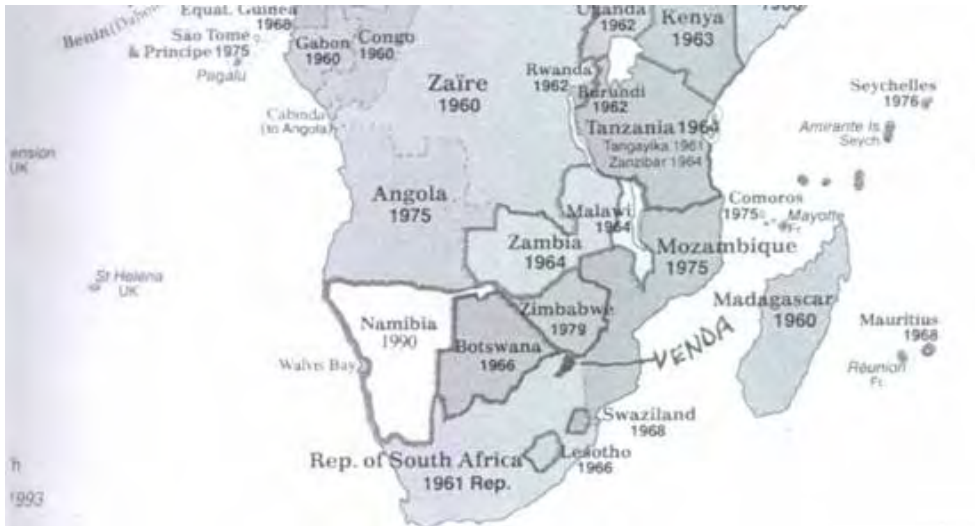 Equat. Guinea
1968
Benin
Sao Tome
& Principe 1975
Pagalu
Gabon
1960
Congo
1960
Uganda
1962
Kenya
1963
Zaïre
1960
Rwanda
1962
Burundi
1962
Tanzania 1964
Tangayika 1961
Zanzibar 1964
Seychelles
1976
Amirante Is
Seych
Cabinda
(to Angola)
ension
UK
Angola
1975
Malawi
1964
Comoros
1975
Mayotte
Fr.
Zambia
1964
Mozambique
1975
St Helena
UK
Madagascar
1960
Namibia
1990
Zimbabwe
1979
Mauritius
1968
Botswana
1966
VENDA
Walvis Bay
Réunion
Fr.
Swaziland
1968
Rep. of South Africa
1961 Rep.
Lesotho
1966
h
1993